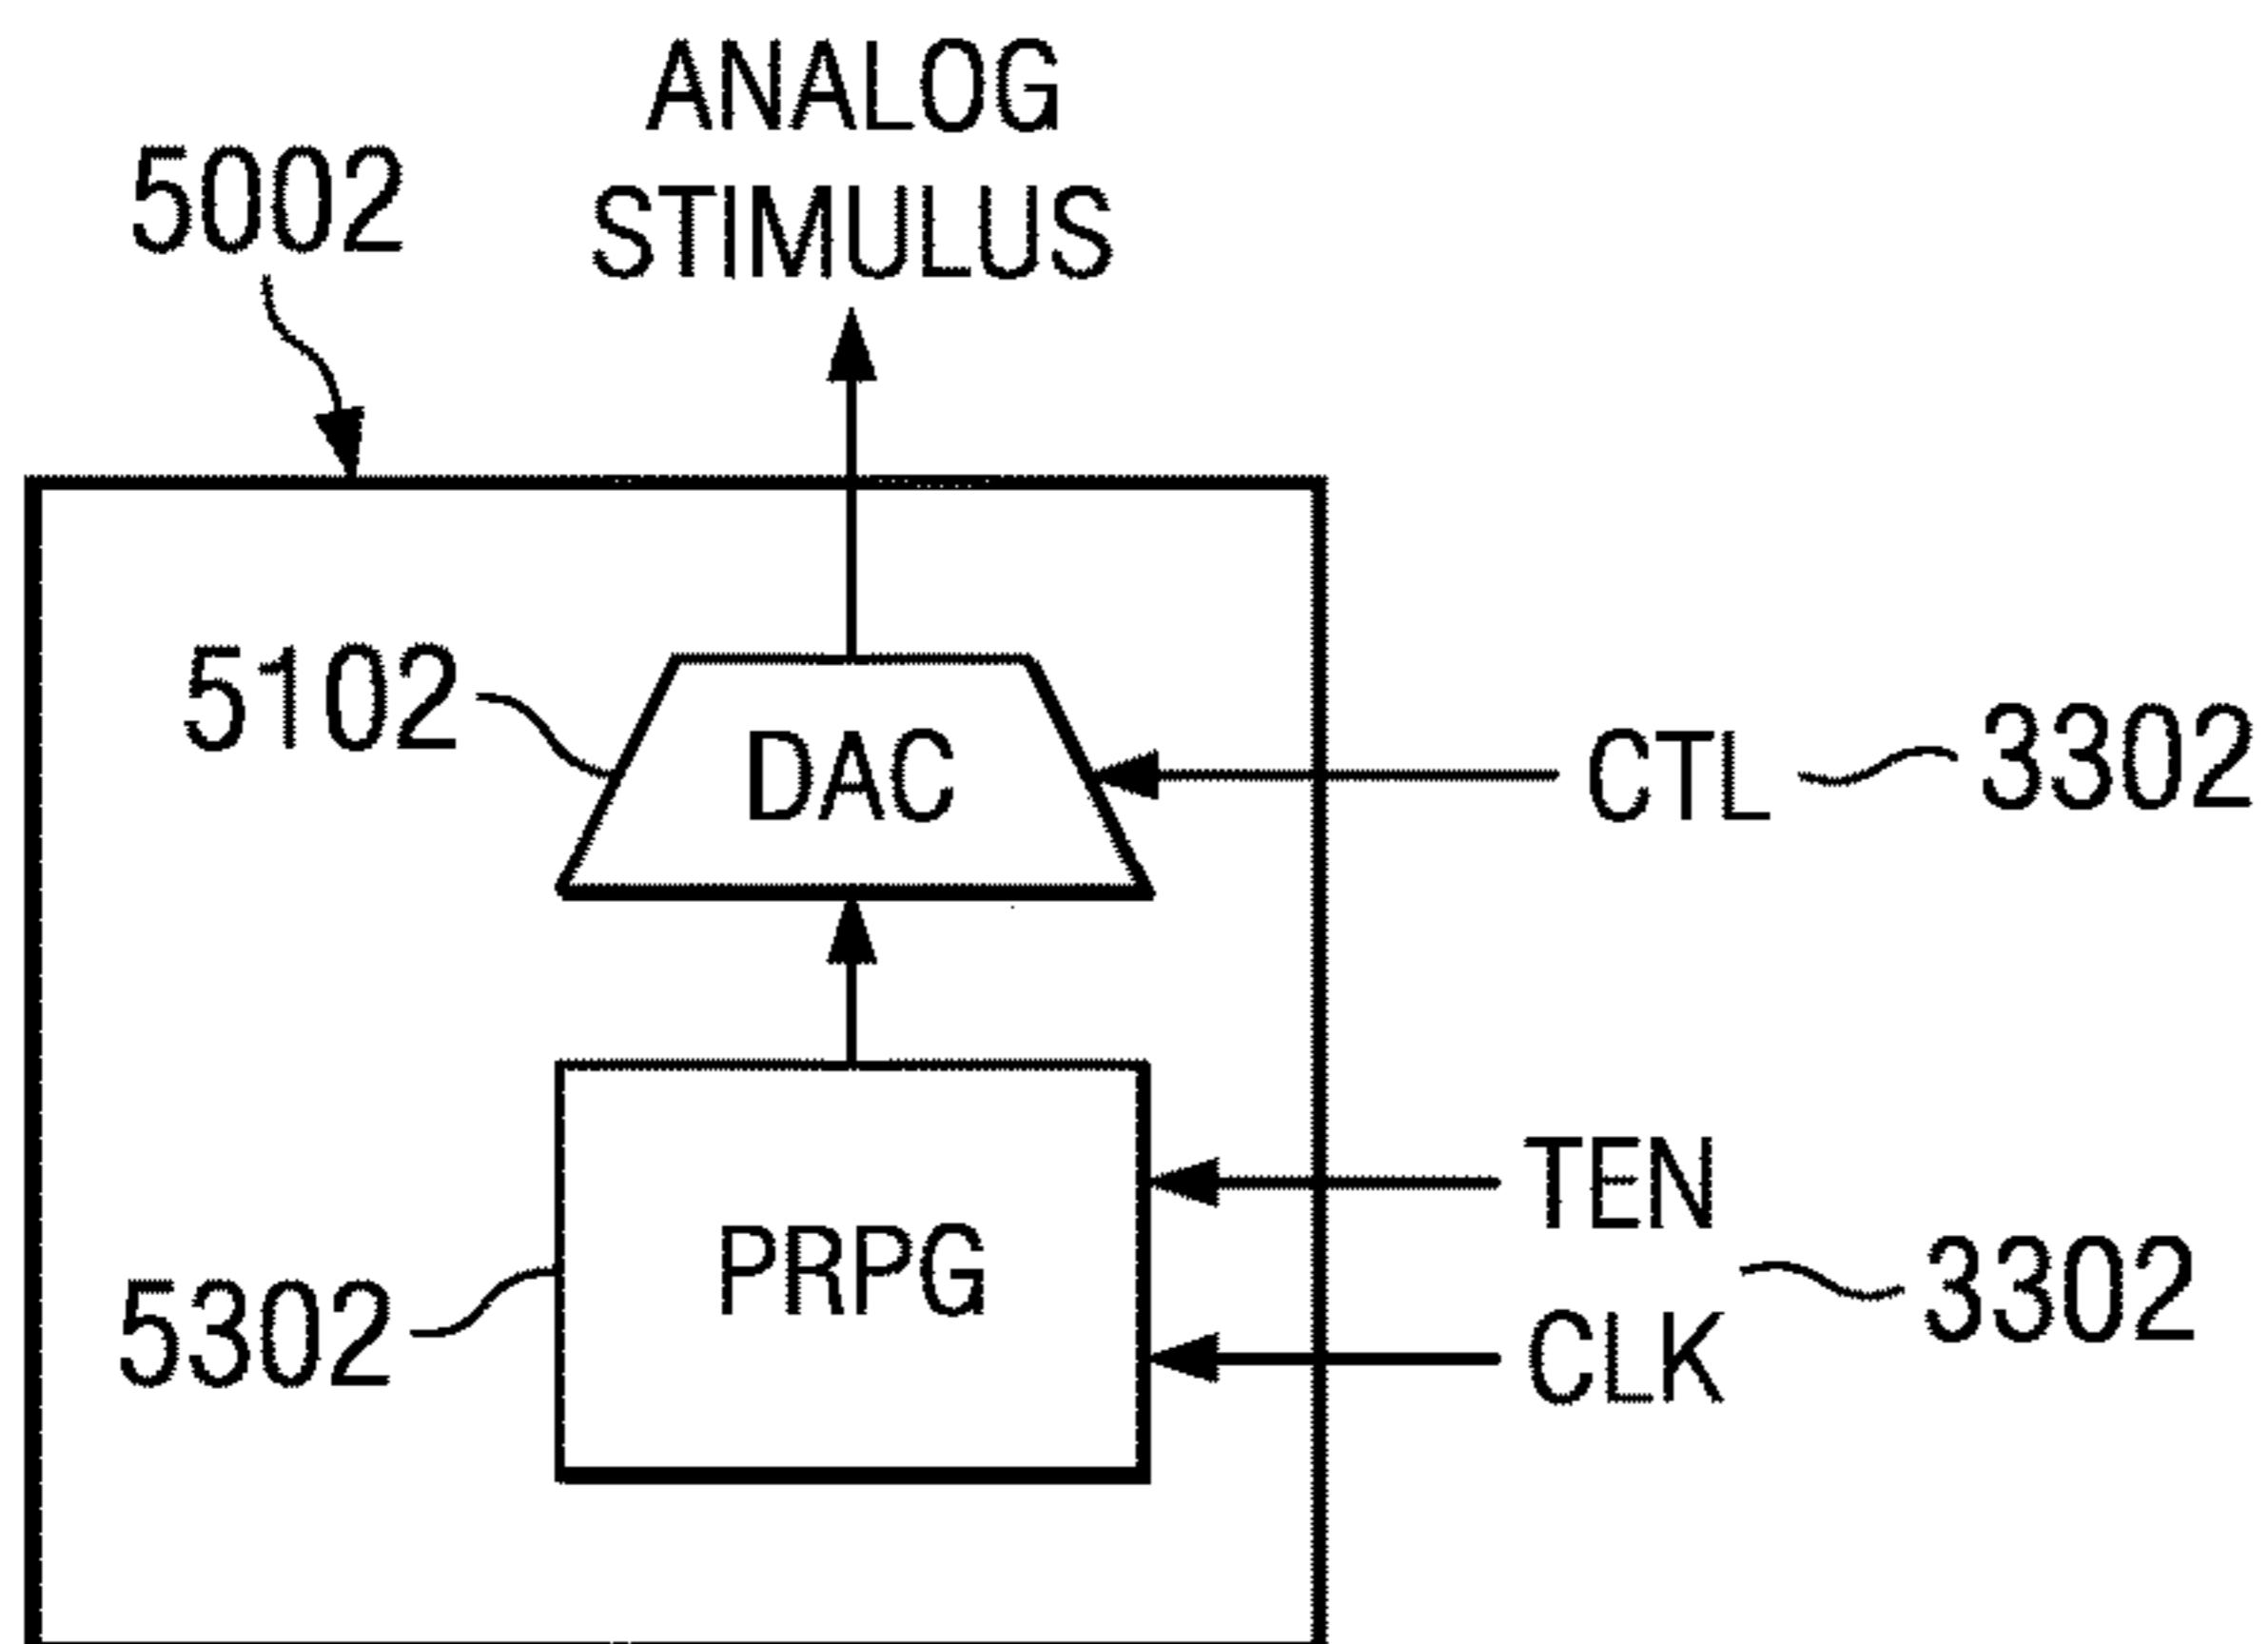 ANALOG
STIMULUS
5002
5102
DAC
CTL
3302
TEN
PRPG
5302
3302
CLK